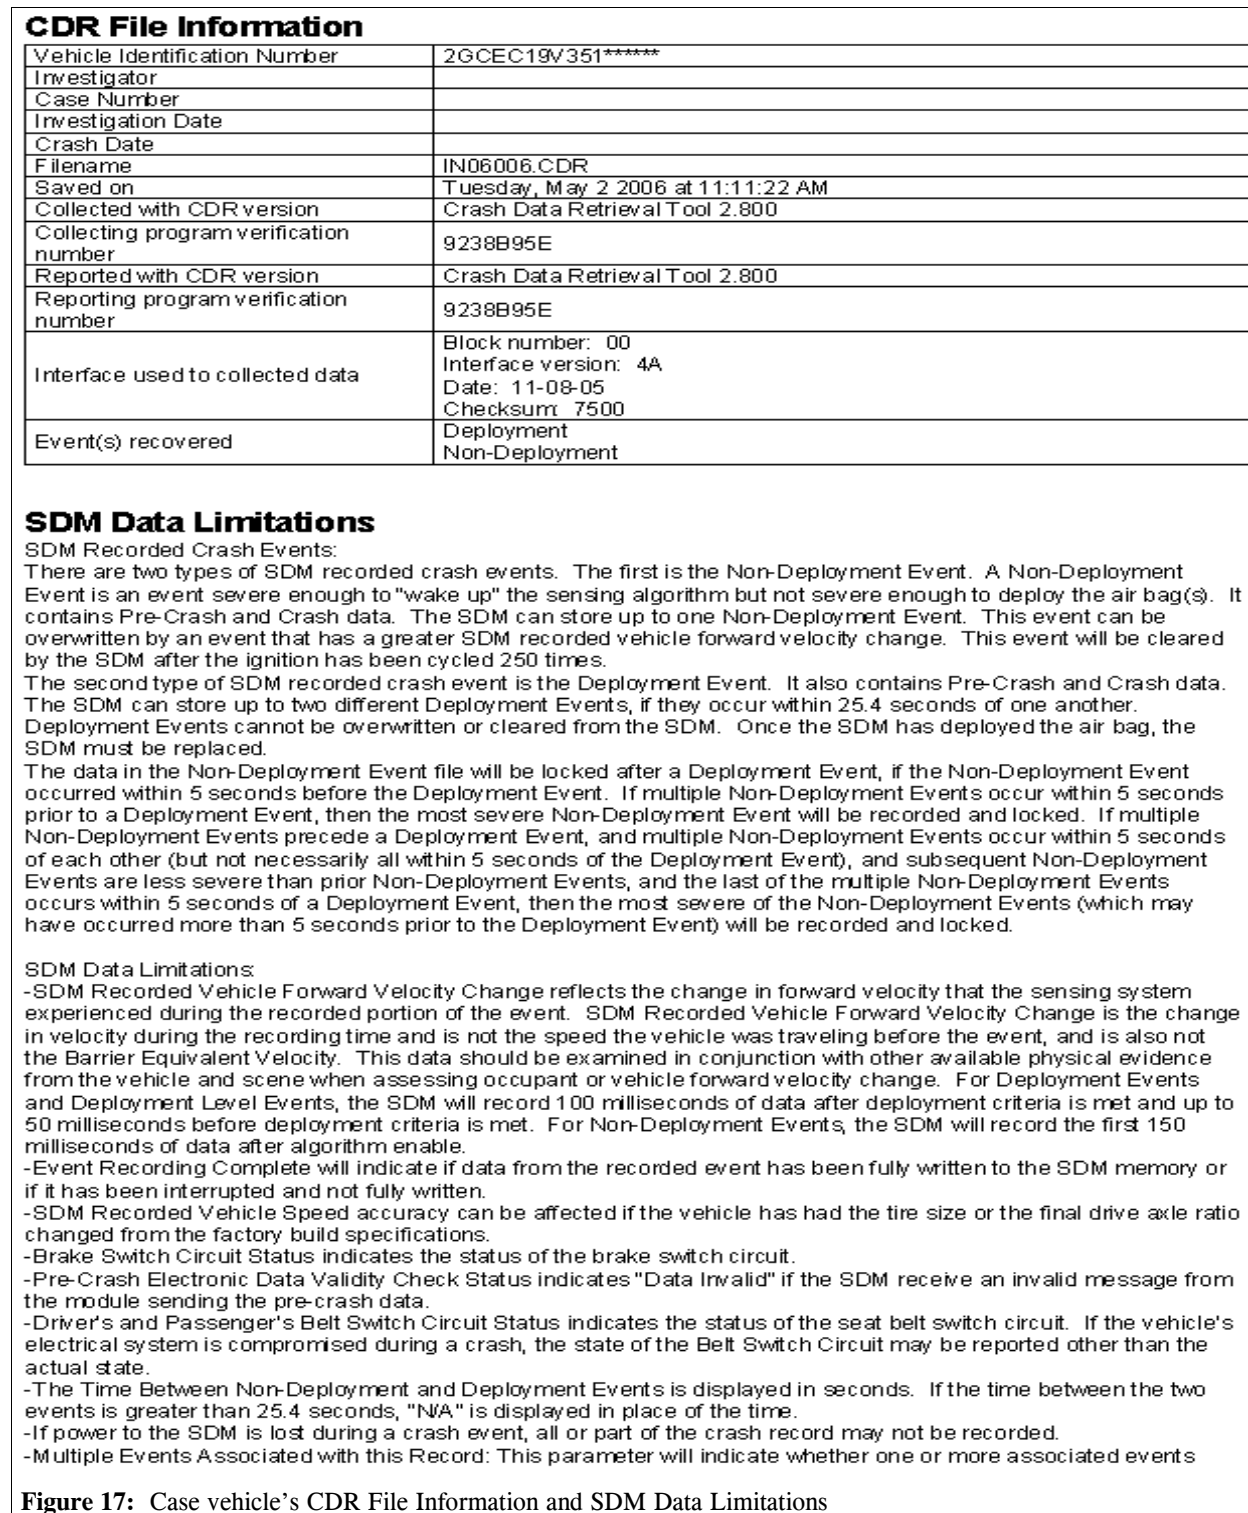 CDR File Information
Vehicle Identification Number 2GCEC19V351******
Investigator
Case Number
Investigation Date
Crash Date
Filename IN06006.CDR
Saved on Tuesday, May 2 2006 at 11:11:22 AM
Collected with CDR version Crash Data Retrieval Tool 2.800
Collecting program verification
number 9238B95E
Reported with CDR version Crash Data Retrieval Tool 2.800
Reporting program verification
number 9238B95E
Interface used to collected data
Block number: 00
Interface version: 4A
Date: 11-08-05
Checksum: 7500
Event(s) recovered
Deployment
Non-Deployment
SDM Data Limitations
SDM Recorded Crash Events:
There are two types of SDM recorded crash events. The first is the Non-Deployment Event. A Non-Deployment
Event is an event severe enough to "wake up" the sensing algorithm but not severe enough to deploy the air bag(s). It
contains Pre-Crash and Crash data. The SDM can store up to one Non-Deployment Event. This event can be
overwritten by an event that has a greater SDM recorded vehicle forward velocity change. This event will be cleared
by the SDM after the ignition has been cycled 250 times.
The second type of SDM recorded crash event is the Deployment Event. It also contains Pre-Crash and Crash data.
The SDM can store up to two different Deployment Events, if they occur within 25.4 seconds of one another.
Deployment Events cannot be overwritten or cleared from the SDM. Once the SDM has deployed the air bag, the
SDM must be replaced.
The data in the Non-Deployment Event file will be locked after a Deployment Event, if the Non-Deployment Event
occurred within 5 seconds before the Deployment Event. If multiple Non-Deployment Events occur within 5 seconds
prior to a Deployment Event, then the most severe Non-Deployment Event will be recorded and locked. If multiple
Non-Deployment Events precede a Deployment Event, and multiple Non-Deployment Events occur within 5 seconds
of each other (but not necessarily all within 5 seconds of the Deployment Event), and subsequent Non-Deployment
Events are less severe than prior Non-Deployment Events, and the last of the multiple Non-Deployment Events
occurs within 5 seconds of a Deployment Event, then the most severe of the Non-Deployment Events (which may
have occurred more than 5 seconds prior to the Deployment Event) will be recorded and locked.
SDM Data Limitations:
-SDM Recorded Vehicle Forward Velocity Change reflects the change in forward velocity that the sensing system
experienced during the recorded portion of the event. SDM Recorded Vehicle Forward Velocity Change is the change
in velocity during the recording time and is not the speed the vehicle was traveling before the event, and is also not
the Barrier Equivalent Velocity. This data should be examined in conjunction with other available physical evidence
from the vehicle and scene when assessing occupant or vehicle forward velocity change. For Deployment Events
and Deployment Level Events, the SDM will record 100 milliseconds of data after deployment criteria is met and up to
50 milliseconds before deployment criteria is met. For Non-Deployment Events, the SDM will record the first 150
milliseconds of data after algorithm enable.
-Event Recording Complete will indicate if data from the recorded event has been fully written to the SDM memory or
if it has been interrupted and not fully written.
-SDM Recorded Vehicle Speed accuracy can be affected if the vehicle has had the tire size or the final drive axle ratio
changed from the factory build specifications.
-Brake Switch Circuit Status indicates the status of the brake switch circuit.
-Pre-Crash Electronic Data Validity Check Status indicates "Data Invalid" if the SDM receive an invalid message from
the module sending the pre-crash data.
-Driver's and Passenger's Belt Switch Circuit Status indicates the status of the seat belt switch circuit. If the vehicle's
electrical system is compromised during a crash, the state of the Belt Switch Circuit may be reported other than the
actual state.
-The Time Between Non-Deployment and Deployment Events is displayed in seconds. If the time between the two
events is greater than 25.4 seconds, "N/A" is displayed in place of the time.
-If power to the SDM is lost during a crash event, all or part of the crash record may not be recorded.
-Multiple Events Associated with this Record: This parameter will indicate whether one or more associated events
Figure 17: Case vehicle's CDR File Information and SDM Data Limitations